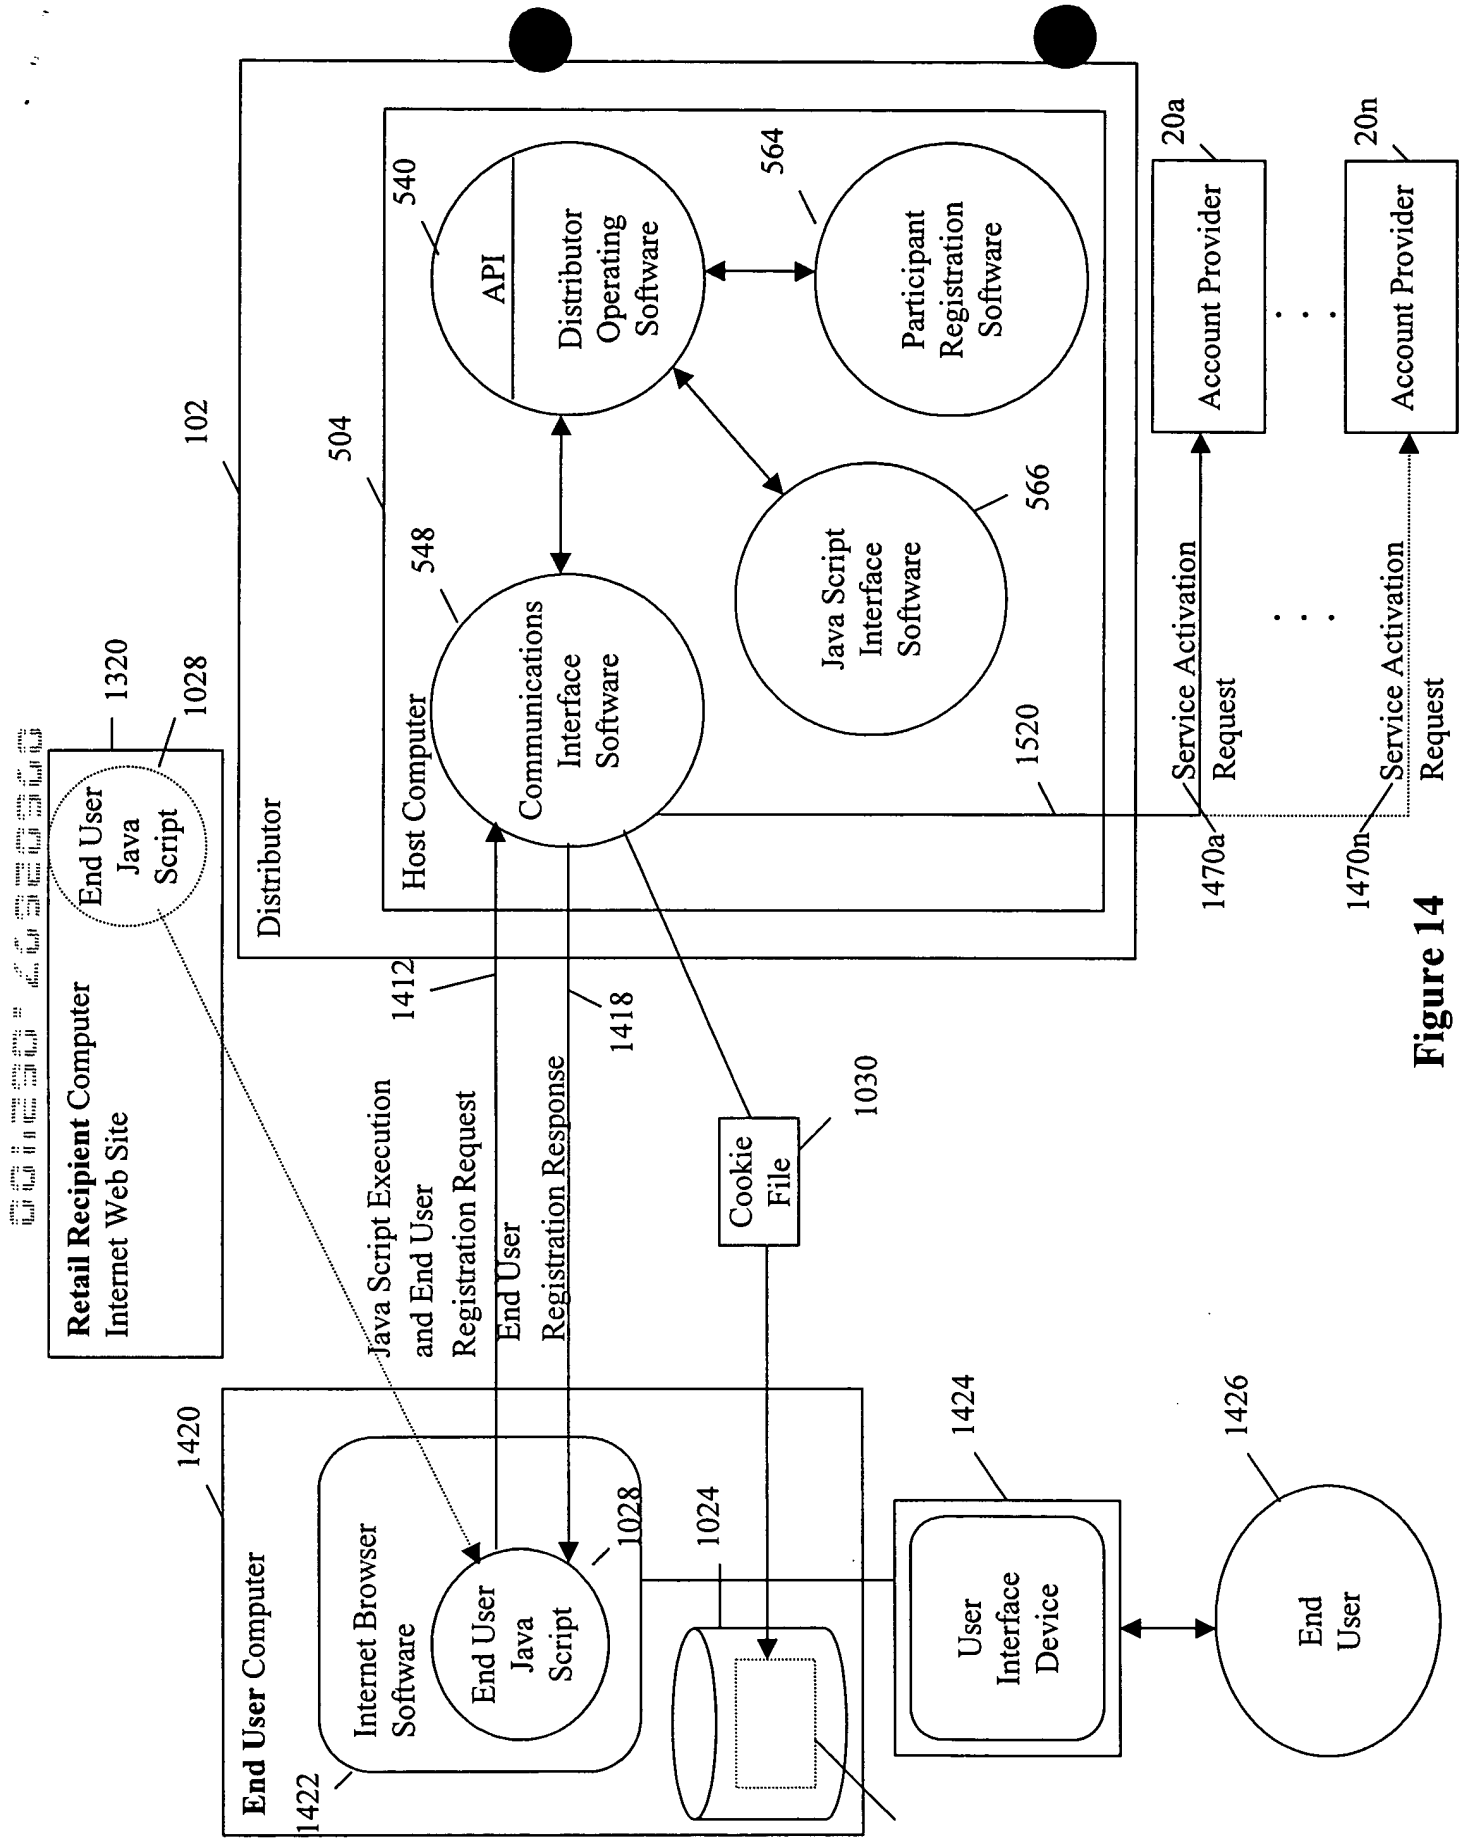 Retail Recipient Computer
Internet Web Site
End User
Java
Script
1320
1028
End User Computer
1420
Internet Browser
Software
1422
End User
Java
Script
1028
1024
Java Script Execution
and End User
Registration Request
1412
End User
Registration Response
1418
Cookie
File
1030
User
Interface
Device
1424
End
User
1426
Distributor
102
Host Computer
504
Communications
Interface
Software
548
API
Distributor
Operating
Software
540
Java Script
Interface
Software
566
Participant
Registration
Software
564
1520
Service Activation
Request
1470a
Account Provider
20a
. . .
. . .
Service Activation
Request
1470n
Account Provider
20n
Figure 14